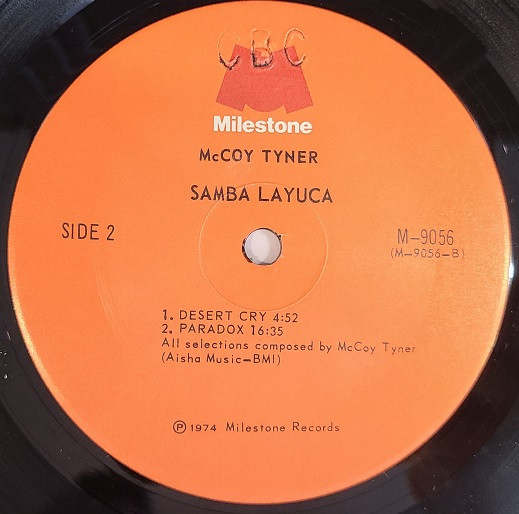 CBC
Milestone
McCOY TYNER
SAMBA LAYUCA
SIDE 2
M-9056
(M-9056-B)
1. DESERT CRY 4:52
2. PARADOX 16:35
All selections composed by McCoy Tyner
(Aisha Music-BMI)
Ⓟ 1974 Milestone Records